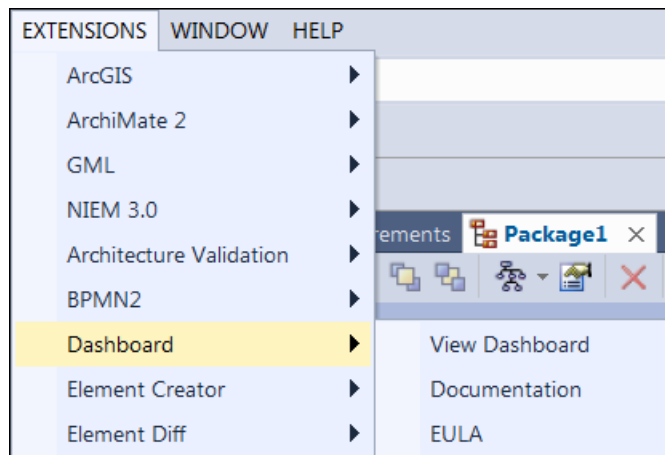 EXTENSIONS WINDOW HELP
ArcGIS
ArchiMate 2
GML
NIEM 3.0
ements Package1
Architecture Validation
BPMN2
Dashboard View Dashboard
Element Creator Documentation
Element Diff EULA